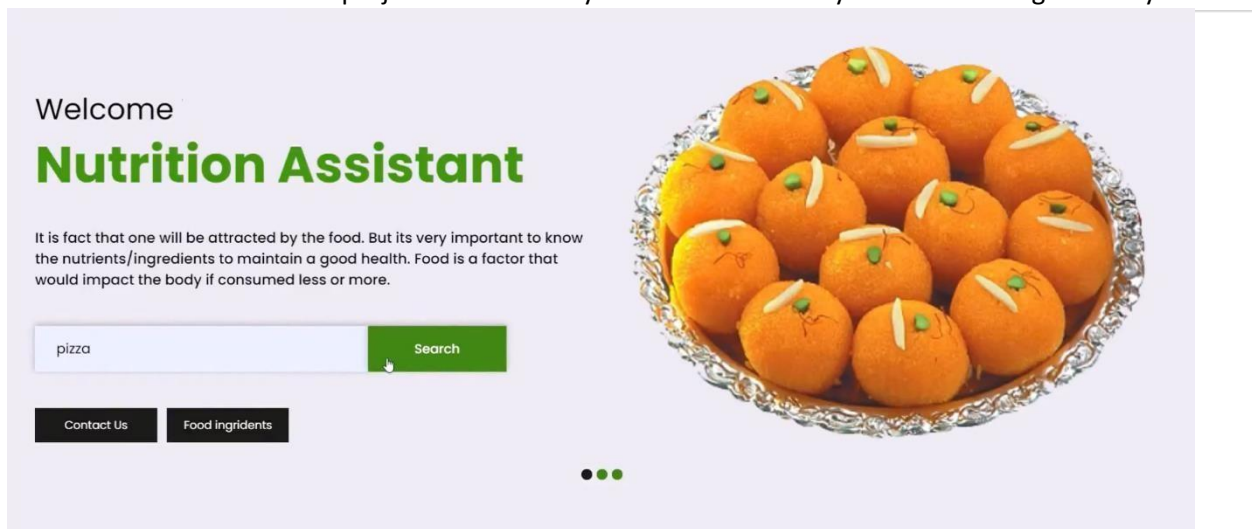 Welcome
Nutrition Assistant
It is fact that one will be attracted by the food. But its very important to know
the nutrients/ingredients to maintain a good health. Food is a factor that
would impact the body if consumed less or more.
pizza
Search
Contact Us
Food ingridents